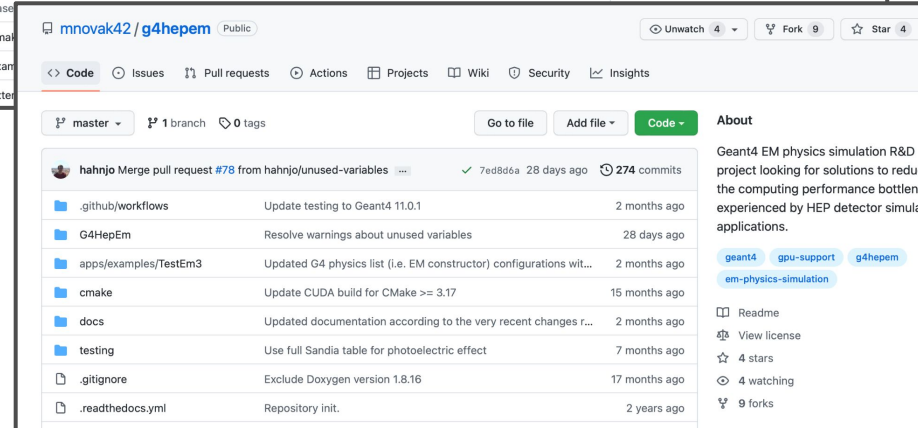 mnovak42 / g4hepem Public
Unwatch 4 Fork 9 Star 4
Code Issues Pull requests Actions Projects Wiki Security Insights
master 1 branch 0 tags Go to file Add file Code
hahnjo Merge pull request #78 from hahnjo/unused-variables ... 7ed8d6a 28 days ago 274 commits
.github/workflows Update testing to Geant4 11.0.1 2 months ago
G4HepEm Resolve warnings about unused variables 28 days ago
apps/examples/TestEm3 Updated G4 physics list (i.e. EM constructor) configurations wit... 2 months ago
cmake Update CUDA build for CMake >= 3.17 15 months ago
docs Updated documentation according to the very recent changes r... 2 months ago
testing Use full Sandia table for photoelectric effect 7 months ago
.gitignore Exclude Doxygen version 1.8.16 17 months ago
.readthedocs.yml Repository init. 2 years ago
About
Geant4 EM physics simulation R&D
project looking for solutions to redu
the computing performance bottlen
experienced by HEP detector simula
applications.
geant4 gpu-support g4hepem
em-physics-simulation
Readme
View license
4 stars
4 watching
9 forks